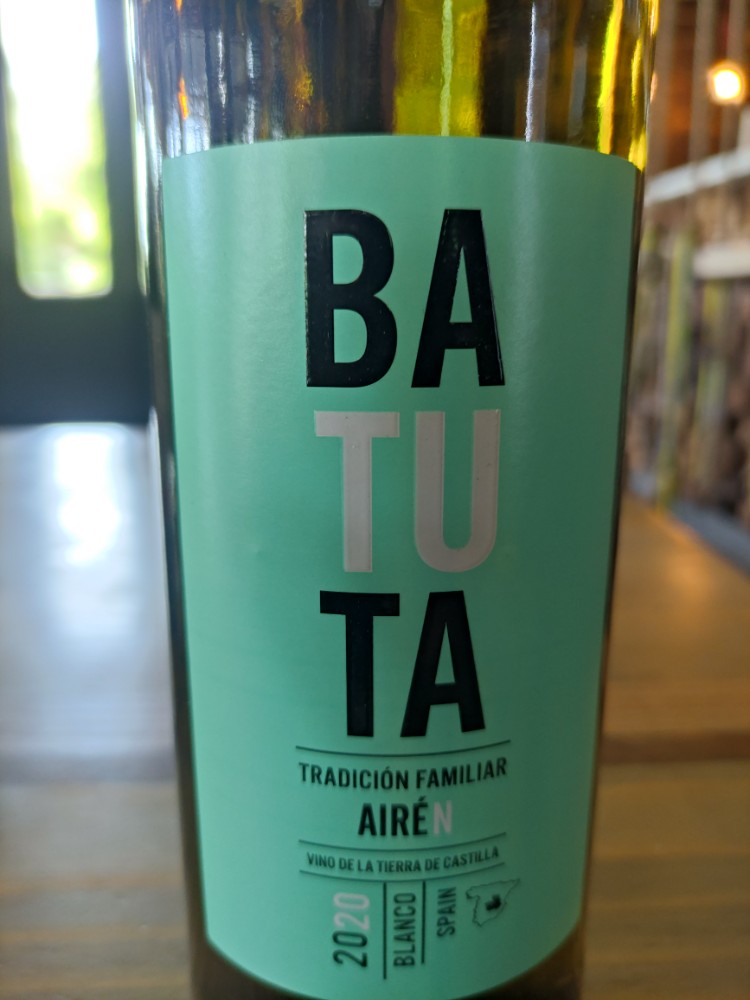 BA
TU
TA
TRADICIÓN FAMILIAR
AIRÉN
VINO DE LA TIERRA DE CASTILLA
2020
BLANCO
SPAIN